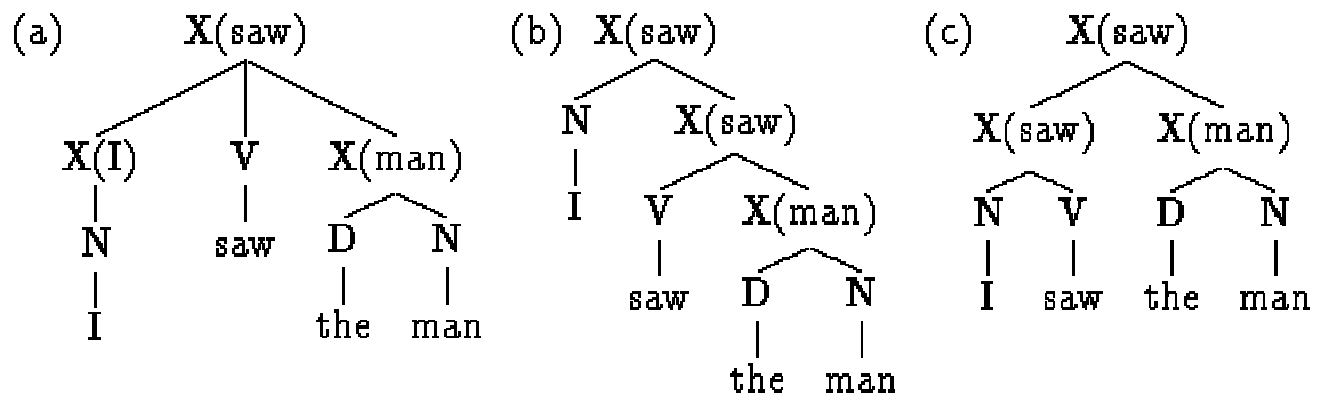 (a) X(saw) (b) X(saw) (c) X(saw)
N X(saw) X(saw) X(man)
X(I) V X(man)
I V X(man) N V D N
N saw D N
saw D N I saw the man
I the man
the man